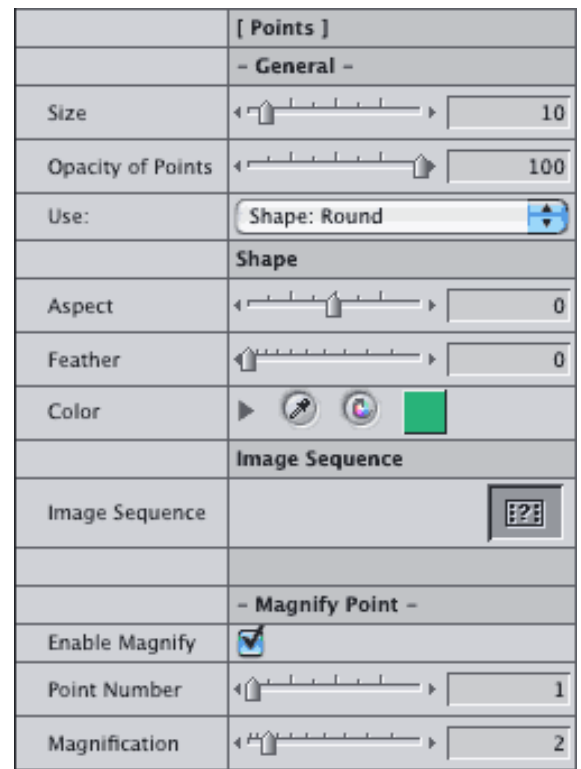 [ Points ]
– General –
Size 10
Opacity of Points 100
Use: Shape: Round
Shape
Aspect 0
Feather 0
Color
Image Sequence
Image Sequence ?
– Magnify Point –
Enable Magnify
Point Number 1
Magnification 2